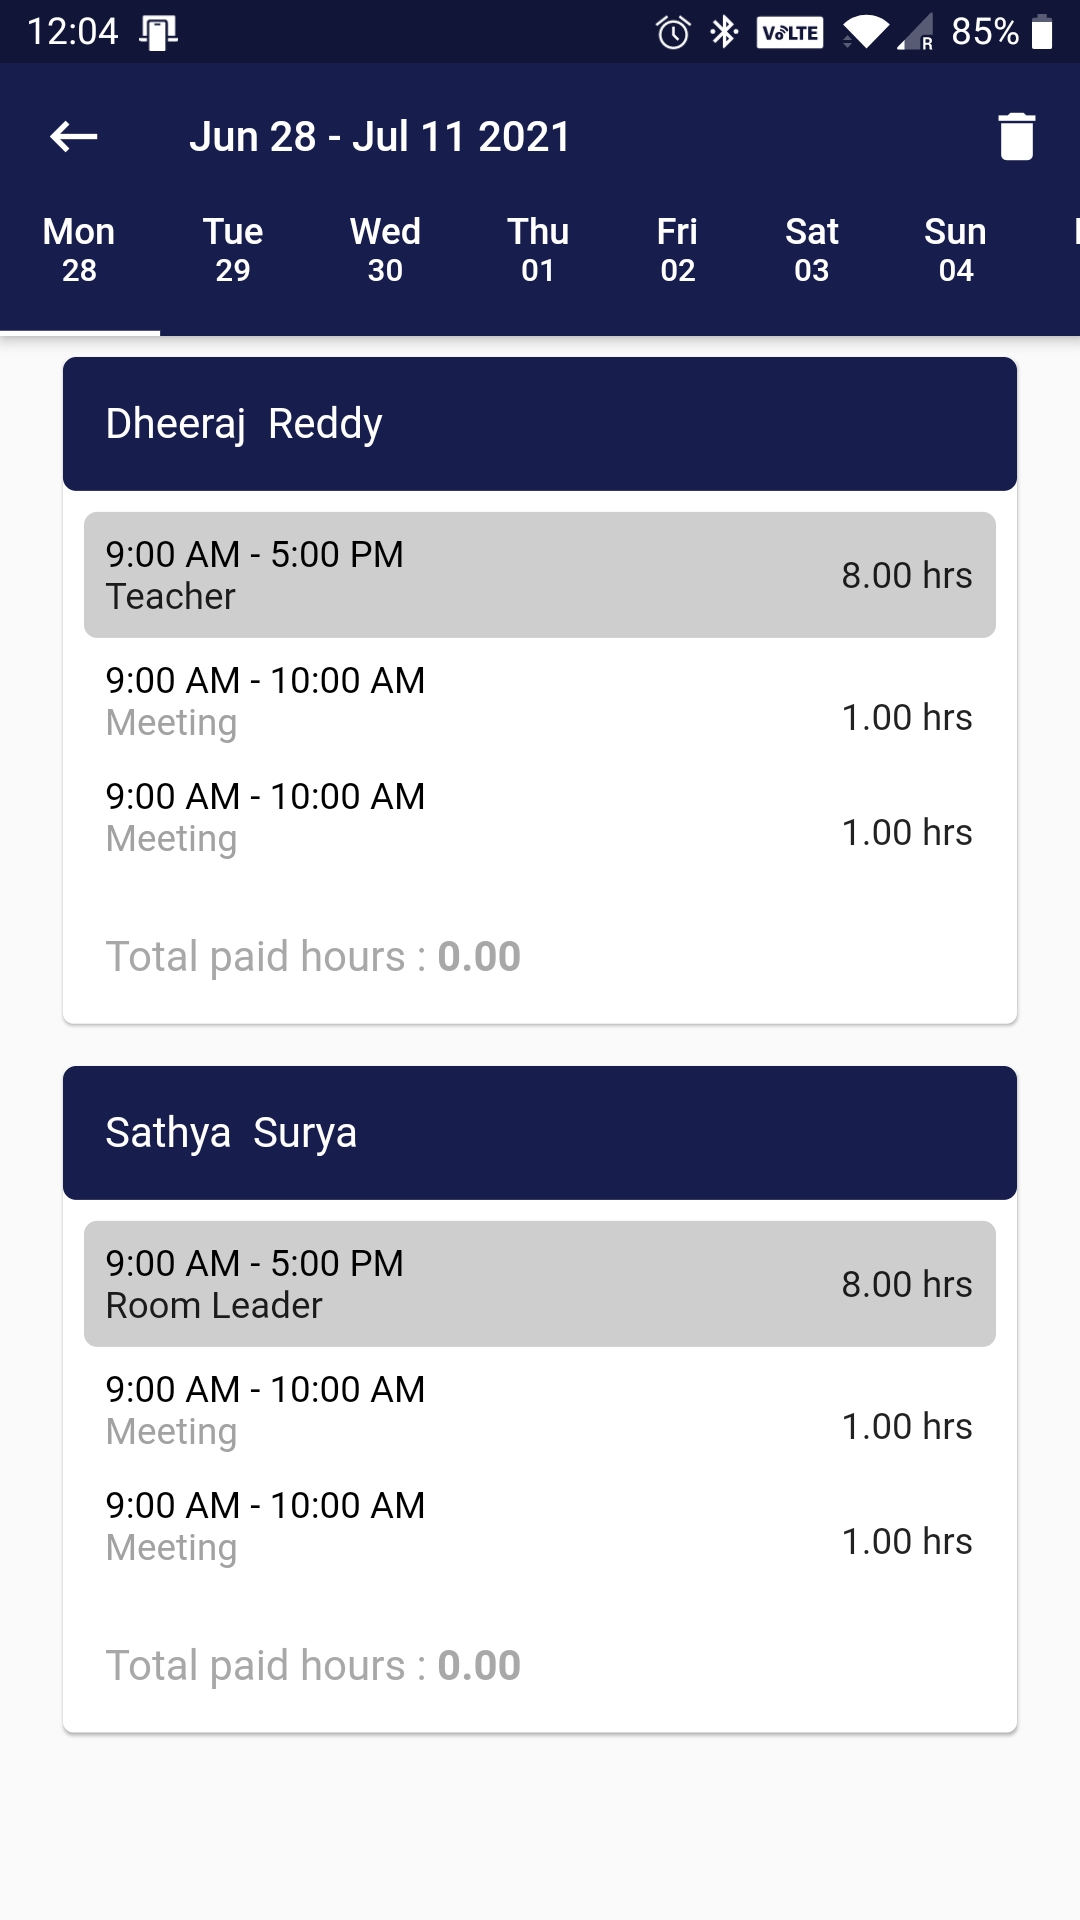 12:04 VoLTE R 85%
Jun 28 - Jul 11 2021
Mon Tue Wed Thu Fri Sat Sun
28 29 30 01 02 03 04
Dheeraj Reddy
9:00 AM - 5:00 PM
Teacher
8.00 hrs
9:00 AM - 10:00 AM
Meeting
1.00 hrs
9:00 AM - 10:00 AM
Meeting
1.00 hrs
Total paid hours : 0.00
Sathya Surya
9:00 AM - 5:00 PM
Room Leader
8.00 hrs
9:00 AM - 10:00 AM
Meeting
1.00 hrs
9:00 AM - 10:00 AM
Meeting
1.00 hrs
Total paid hours : 0.00